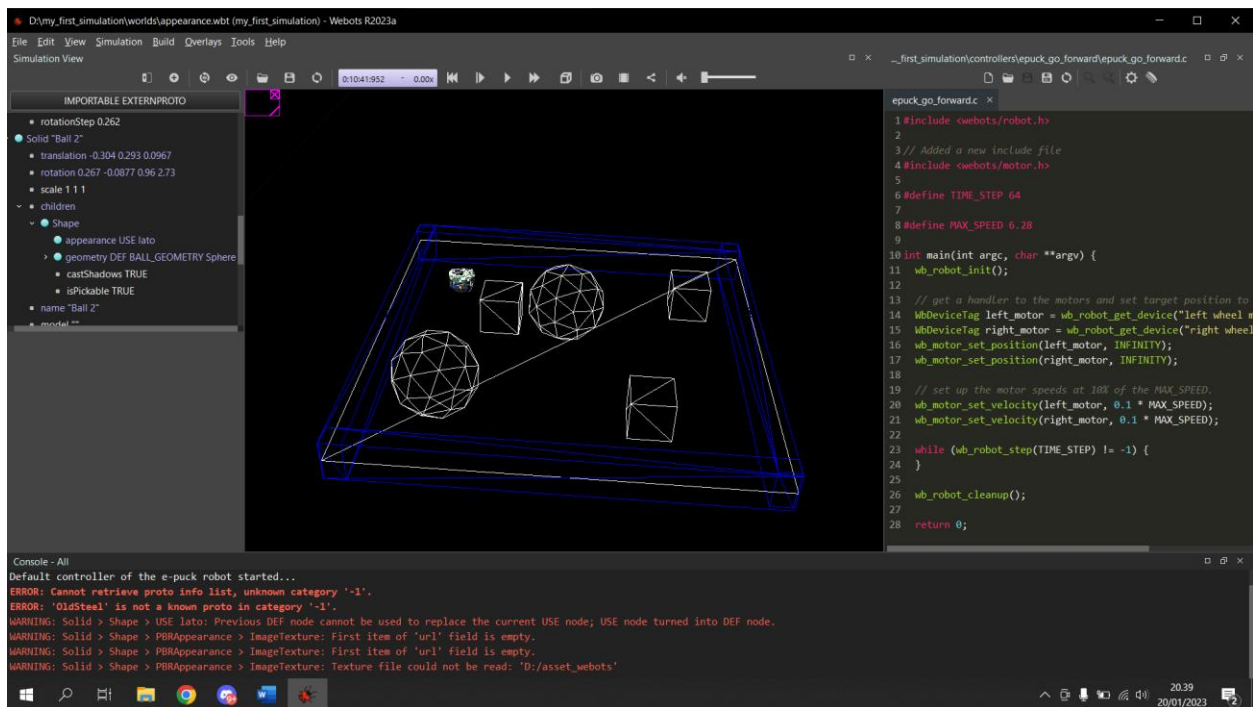 D:\my_first_simulation\worlds\appearance.wbt (my_first_simulation) - Webots R2023a
File Edit View Simulation Build Overlays Tools Help
Simulation View
_first_simulation\controllers\epuck_go_forward\epuck_go_forward.c
0:10:41:952 - 0.00x
IMPORTABLE EXTERNPROTO
rotationStep 0.262
Solid "Ball 2"
translation -0.304 0.293 0.0967
rotation 0.267 -0.0877 0.96 2.73
scale 1 1 1
children
Shape
appearance USE lato
geometry DEF BALL_GEOMETRY Sphere
castShadows TRUE
isPickable TRUE
name "Ball 2"
model ""
epuck_go_forward.c
1 #include <webots/robot.h>
2
3 // Added a new include file
4 #include <webots/motor.h>
5
6 #define TIME_STEP 64
7
8 #define MAX_SPEED 6.28
9
10 int main(int argc, char **argv) {
11 wb_robot_init();
12
13 // get a handler to the motors and set target position to
14 WbDeviceTag left_motor = wb_robot_get_device("left wheel m
15 WbDeviceTag right_motor = wb_robot_get_device("right wheel
16 wb_motor_set_position(left_motor, INFINITY);
17 wb_motor_set_position(right_motor, INFINITY);
18
19 // set up the motor speeds at 10% of the MAX_SPEED.
20 wb_motor_set_velocity(left_motor, 0.1 * MAX_SPEED);
21 wb_motor_set_velocity(right_motor, 0.1 * MAX_SPEED);
22
23 while (wb_robot_step(TIME_STEP) != -1) {
24 }
25
26 wb_robot_cleanup();
27
28 return 0;
Console - All
Default controller of the e-puck robot started...
ERROR: Cannot retrieve proto info list, unknown category '-1'.
ERROR: 'OldSteel' is not a known proto in category '-1'.
WARNING: Solid > Shape > USE lato: Previous DEF node cannot be used to replace the current USE node; USE node turned into DEF node.
WARNING: Solid > Shape > PBRAppearance > ImageTexture: First item of 'url' field is empty.
WARNING: Solid > Shape > PBRAppearance > ImageTexture: First item of 'url' field is empty.
WARNING: Solid > Shape > PBRAppearance > ImageTexture: Texture file could not be read: 'D:/asset_webots'
20.39
20/01/2023
2